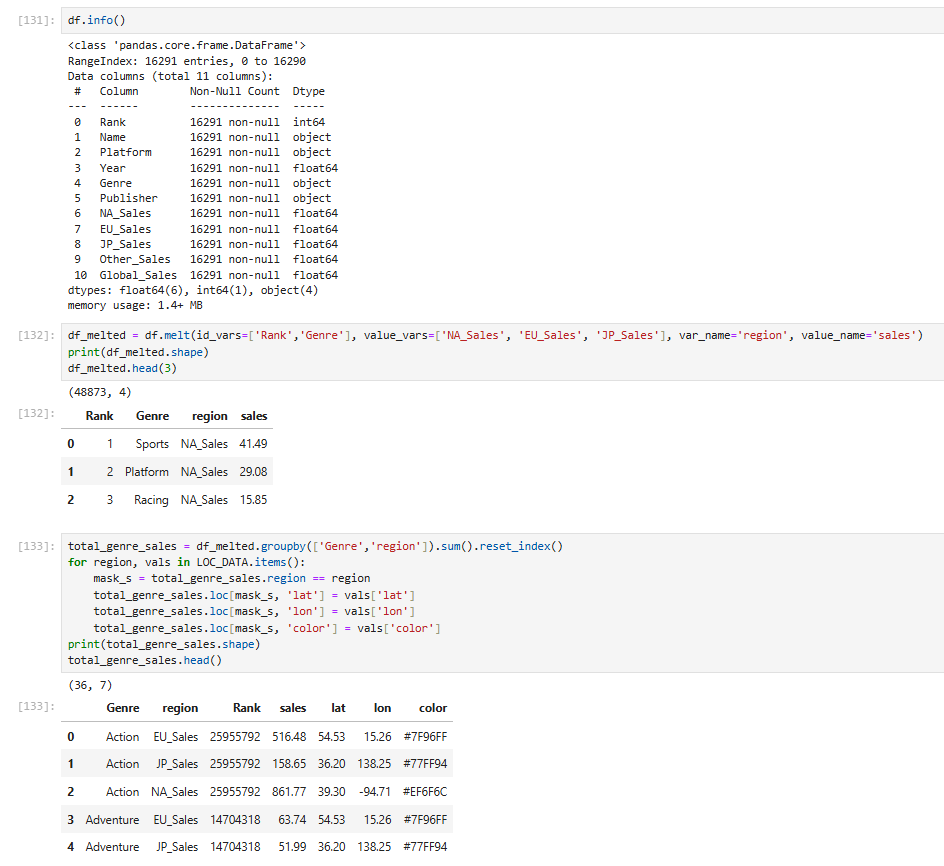 [131]: df.info()
<class 'pandas.core.frame.DataFrame'>
RangeIndex: 16291 entries, 0 to 16290
Data columns (total 11 columns):
 #   Column        Non-Null Count  Dtype
---  ------        --------------  -----
 0   Rank          16291 non-null  int64
 1   Name          16291 non-null  object
 2   Platform      16291 non-null  object
 3   Year          16291 non-null  float64
 4   Genre         16291 non-null  object
 5   Publisher     16291 non-null  object
 6   NA_Sales      16291 non-null  float64
 7   EU_Sales      16291 non-null  float64
 8   JP_Sales      16291 non-null  float64
 9   Other_Sales   16291 non-null  float64
 10  Global_Sales  16291 non-null  float64
dtypes: float64(6), int64(1), object(4)
memory usage: 1.4+ MB
[132]: df_melted = df.melt(id_vars=['Rank','Genre'], value_vars=['NA_Sales', 'EU_Sales', 'JP_Sales'], var_name='region', value_name='sales')
print(df_melted.shape)
df_melted.head(3)
(48873, 4)
[132]: Rank Genre region sales
0 1 Sports NA_Sales 41.49
1 2 Platform NA_Sales 29.08
2 3 Racing NA_Sales 15.85
[133]: total_genre_sales = df_melted.groupby(['Genre','region']).sum().reset_index()
for region, vals in LOC_DATA.items():
    mask_s = total_genre_sales.region == region
    total_genre_sales.loc[mask_s, 'lat'] = vals['lat']
    total_genre_sales.loc[mask_s, 'lon'] = vals['lon']
    total_genre_sales.loc[mask_s, 'color'] = vals['color']
print(total_genre_sales.shape)
total_genre_sales.head()
(36, 7)
[133]: Genre region Rank sales lat lon color
0 Action EU_Sales 25955792 516.48 54.53 15.26 #7F96FF
1 Action JP_Sales 25955792 158.65 36.20 138.25 #77FF94
2 Action NA_Sales 25955792 861.77 39.30 -94.71 #EF6F6C
3 Adventure EU_Sales 14704318 63.74 54.53 15.26 #7F96FF
4 Adventure JP_Sales 14704318 51.99 36.20 138.25 #77FF94